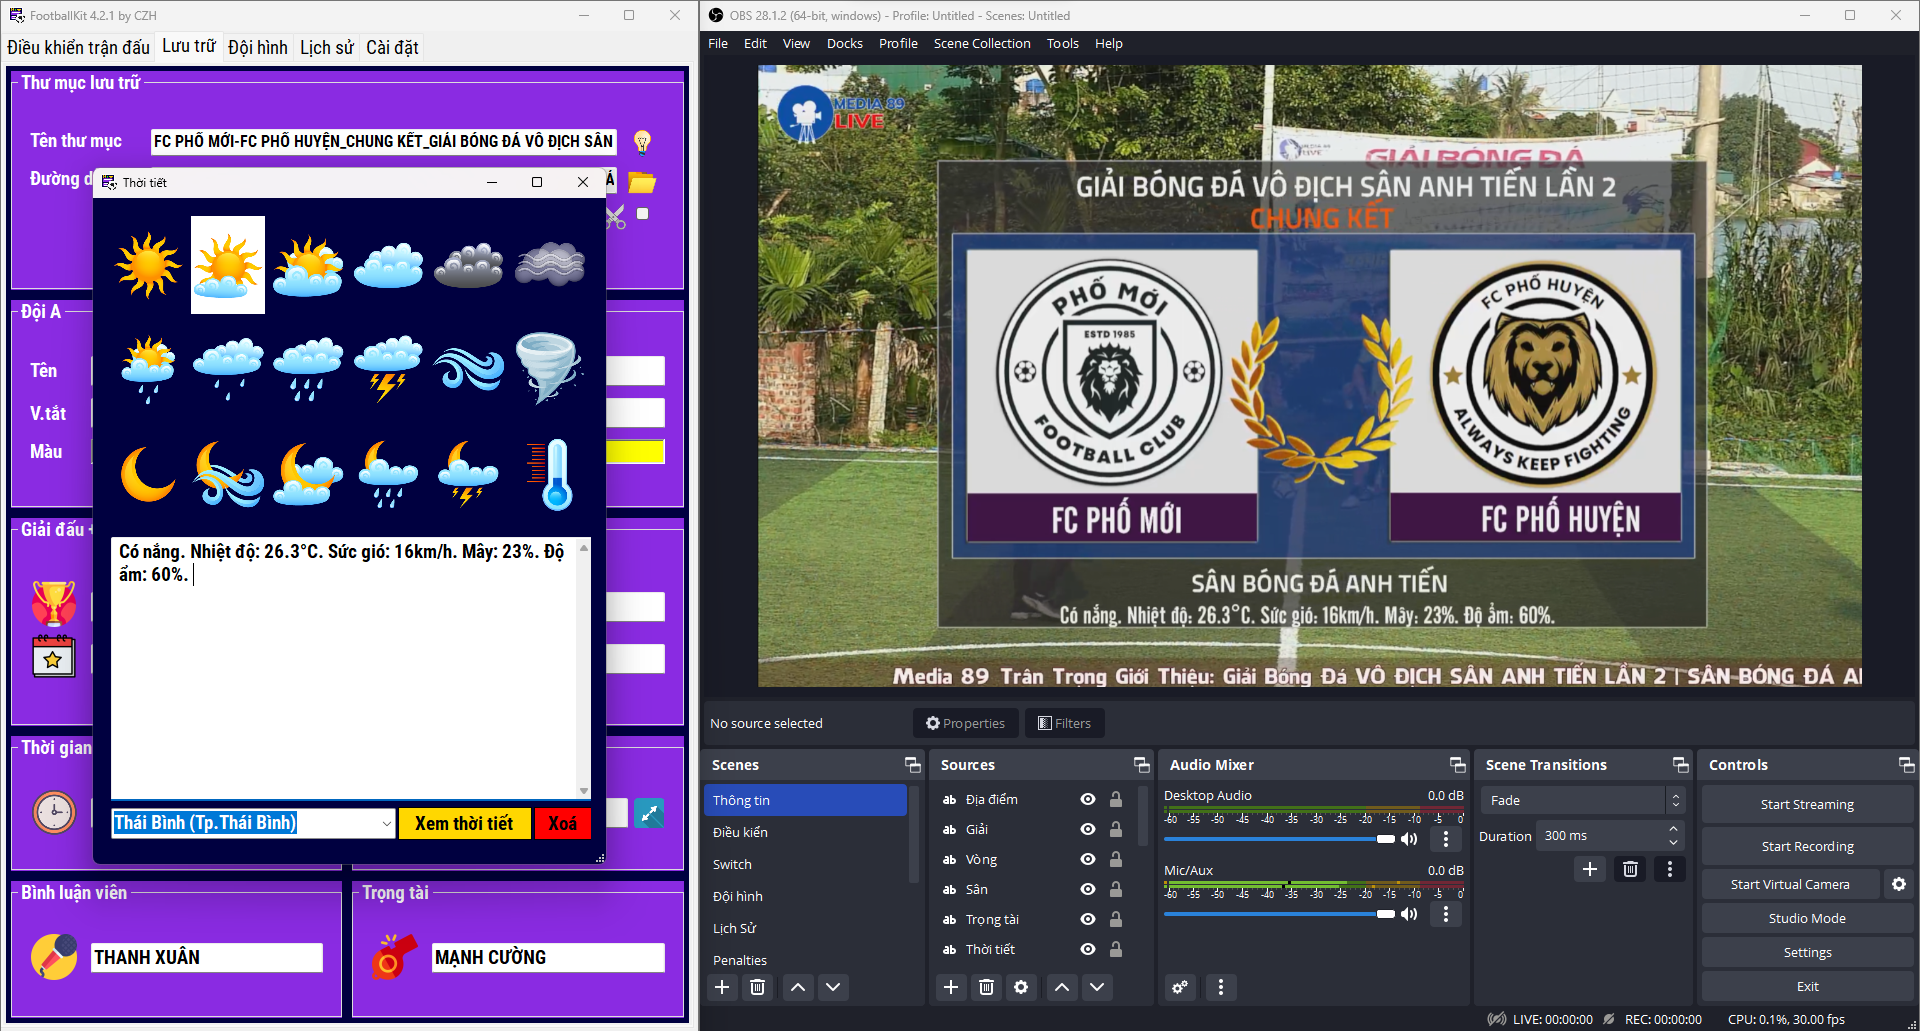 FootballKit 4.2.1 by CZH
Điều khiển trận đấu
Lưu trữ
Đội hình
Lịch sử
Cài đặt
Thư mục lưu trữ
Tên thư mục
FC PHỐ MỚI-FC PHỐ HUYỆN_CHUNG KẾT_GIẢI BÓNG ĐÁ VÔ ĐỊCH SÂN
Đường d
Thời tiết
Đội A
Tên
V.tắt
Màu
Giải đấu
Có nắng. Nhiệt độ: 26.3°C. Sức gió: 16km/h. Mây: 23%. Độ
ẩm: 60%.
Thời gian
Thái Bình (Tp.Thái Bình)
Xem thời tiết
Xoá
Bình luận viên
THANH XUÂN
Trọng tài
MẠNH CƯỜNG
OBS 28.1.2 (64-bit, windows) - Profile: Untitled - Scenes: Untitled
File Edit View Docks Profile Scene Collection Tools Help
MEDIA 89
LIVE
GIẢI BÓNG ĐÁ
GIẢI BÓNG ĐÁ VÔ ĐỊCH SÂN ANH TIẾN LẦN 2
CHUNG KẾT
PHỐ MỚI
ESTD 1985
FOOTBALL CLUB
FC PHỐ MỚI
FC PHỐ HUYỆN
ALWAYS KEEP FIGHTING
FC PHỐ HUYỆN
SÂN BÓNG ĐÁ ANH TIẾN
Có nắng. Nhiệt độ: 26.3°C. Sức gió: 16km/h. Mây: 23%. Độ ẩm: 60%.
Media 89 Trân Trọng Giới Thiệu: Giải Bóng Đá VÔ ĐỊCH SÂN ANH TIẾN LẦN 2 | SÂN BÓNG ĐÁ
No source selected
Properties
Filters
Scenes
Thông tin
Điều kiển
Switch
Đội hình
Lịch Sử
Penalties
Sources
ab Địa điểm
ab Giải
ab Vòng
ab Sân
ab Trọng tài
ab Thời tiết
Audio Mixer
Desktop Audio 0.0 dB
-60 -55 -50 -45 -40 -35 -30 -25 -20 -15 -10 -5 0
Mic/Aux 0.0 dB
-60 -55 -50 -45 -40 -35 -30 -25 -20 -15 -10 -5 0
Scene Transitions
Fade
Duration 300 ms
Controls
Start Streaming
Start Recording
Start Virtual Camera
Studio Mode
Settings
Exit
LIVE: 00:00:00 REC: 00:00:00 CPU: 0.1%, 30.00 fps